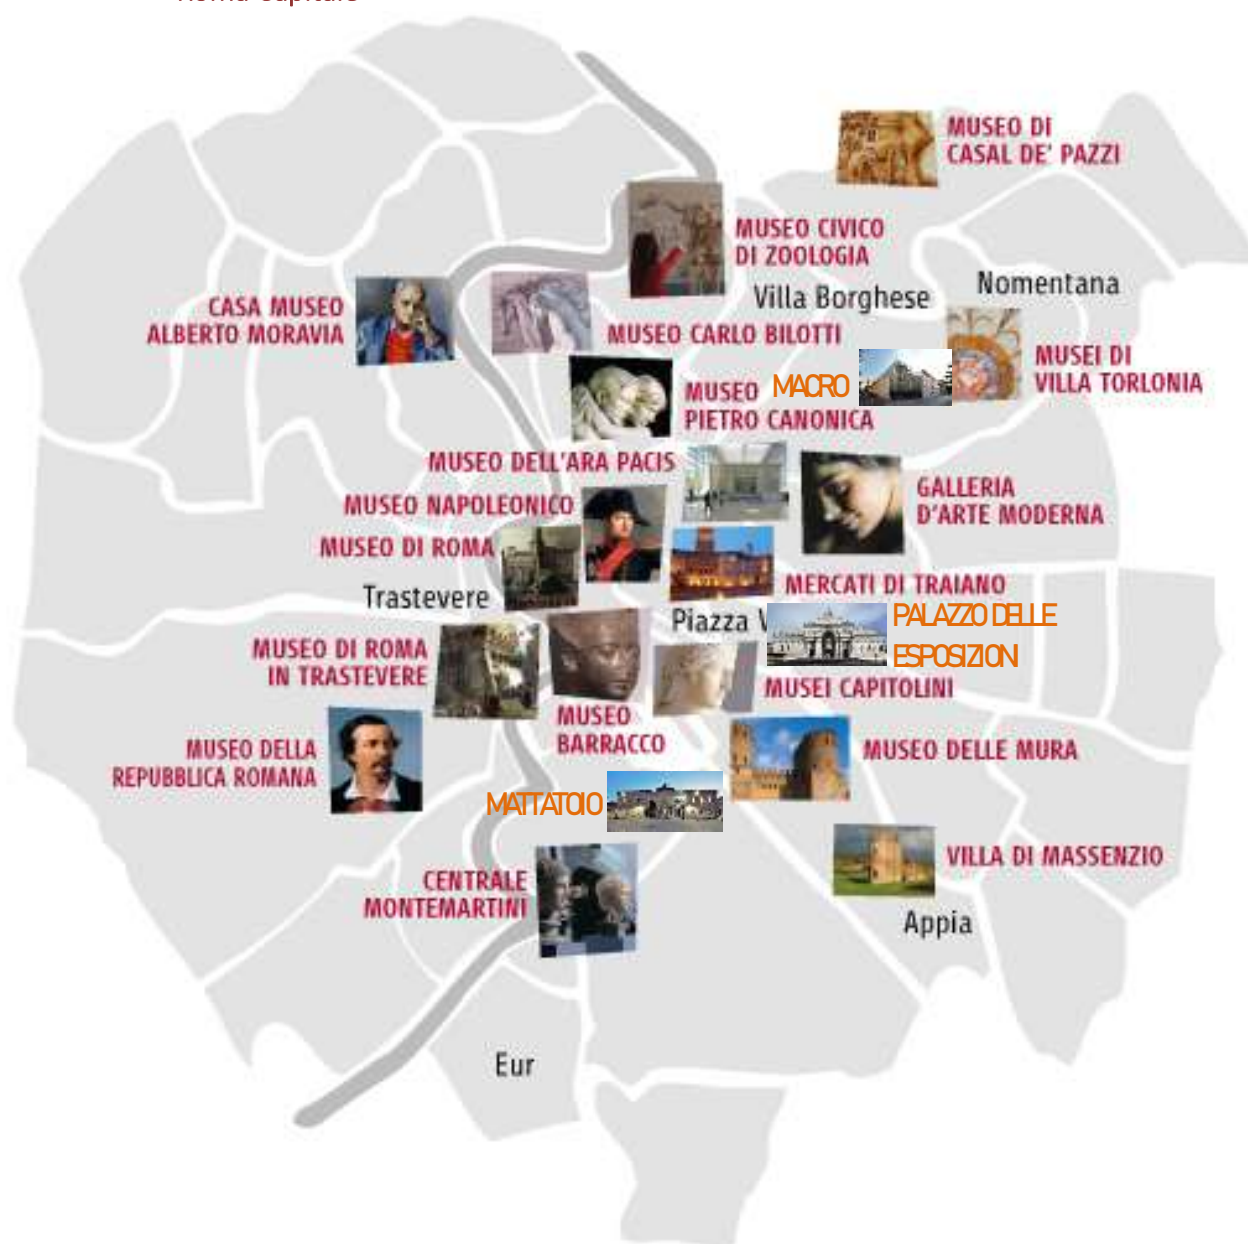 Roma Capitale
MUSEO DI
CASAL DE' PAZZI
MUSEO CIVICO
DI ZOOLOGIA
Villa Borghese
Nomentana
CASA MUSEO
ALBERTO MORAVIA
MUSEO CARLO BILOTTI
MUSEI DI
VILLA TORLONIA
MACRO
MUSEO
PIETRO CANONICA
MUSEO DELL'ARA PACIS
GALLERIA
D'ARTE MODERNA
MUSEO NAPOLEONICO
MUSEO DI ROMA
MERCATI DI TRAIANO
Trastevere
Piazza V
PALAZZO DELLE
ESPOSIZION
MUSEO DI ROMA
IN TRASTEVERE
MUSEI CAPITOLINI
MUSEO
BARRACCO
MUSEO DELLA
REPUBBLICA ROMANA
MUSEO DELLE MURA
MATTATOIO
VILLA DI MASSENZIO
CENTRALE
MONTEMARTINI
Appia
Eur